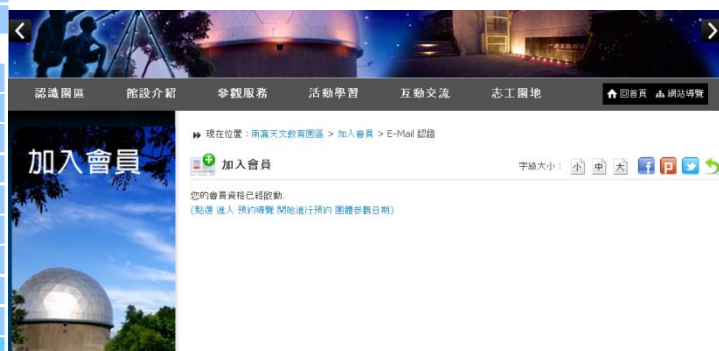 認識園區 館設介紹 參觀服務 活動學習 互動交流 志工園地 回首頁 網站導覽
現在位置：南瀛天文教育園區 > 加入會員 > E-Mail 認證
加入會員
加入會員 字級大小： 小 中 大
您的會員資格已經啟動.
(點選 進入 預約導覽 開始進行預約 團體參觀日期)